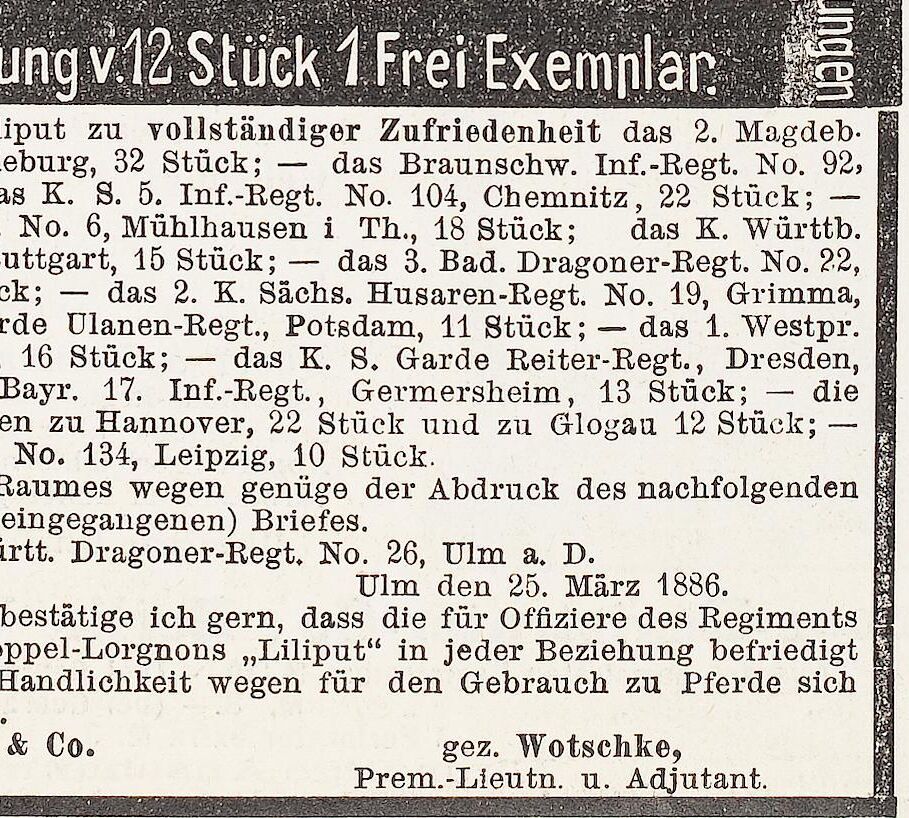 ung v. 12 Stück 1 Frei Exemplar.
ungen
iliput zu vollständiger Zufriedenheit das 2. Magdeb.
eburg, 32 Stück; — das Braunschw. Inf.-Regt. No. 92,
as K. S. 5. Inf.-Regt. No. 104, Chemnitz, 22 Stück; —
. No. 6, Mühlhausen i Th., 18 Stück; das K. Württb.
uttgart, 15 Stück; — das 3. Bad. Dragoner-Regt. No. 22,
ck; — das 2. K. Sächs. Husaren-Regt. No. 19, Grimma,
rde Ulanen-Regt., Potsdam, 11 Stück; — das 1. Westpr.
, 16 Stück; — das K. S. Garde Reiter-Regt., Dresden,
Bayr. 17. Inf.-Regt., Germersheim, 13 Stück; — die
en zu Hannover, 22 Stück und zu Glogau 12 Stück; —
No. 134, Leipzig, 10 Stück.
Raumes wegen genüge der Abdruck des nachfolgenden
eingegangenen) Briefes.
ürtt. Dragoner-Regt. No. 26, Ulm a. D.
Ulm den 25. März 1886.
bestätige ich gern, dass die für Offiziere des Regiments
oppel-Lorgnons „Liliput“ in jeder Beziehung befriedigt
Handlichkeit wegen für den Gebrauch zu Pferde sich
.
& Co. gez. Wotschke,
Prem.-Lieutn. u. Adjutant.